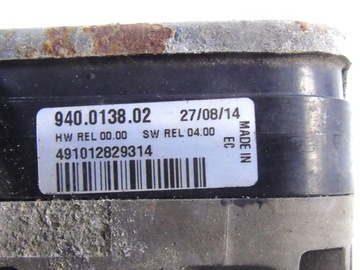 940.0138.02 27/08/14
HW REL 00.00 SW REL 04.00
491012829314
MADE IN
EC